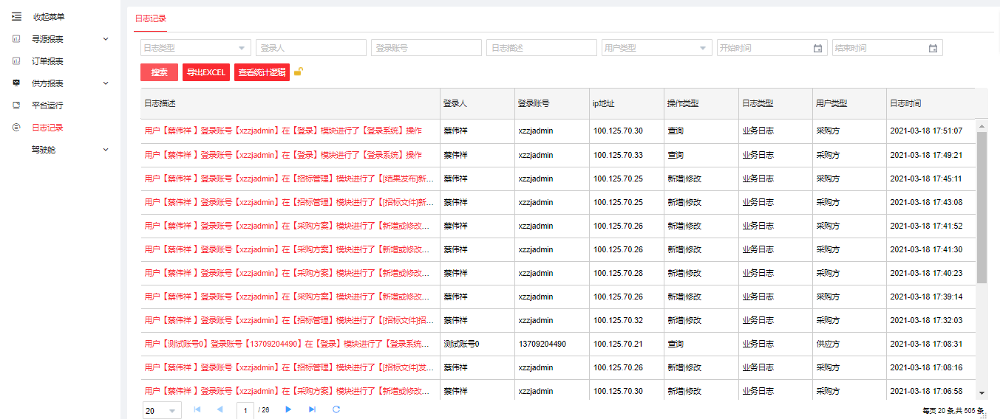 收起菜单
寻源报表
订单报表
供方报表
平台运行
日志记录
驾驶舱
日志记录
日志类型 登录人 登录账号 日志描述 用户类型 开始时间 结束时间
搜索 导出EXCEL 查看统计逻辑
日志描述 登录人 登录账号 ip地址 操作类型 日志类型 用户类型 日志时间
用户【蔡伟祥 】登录账号【xzzjadmin】在【登录】模块进行了【登录系统】操作 蔡伟祥 xzzjadmin 100.125.70.30 查询 业务日志 采购方 2021-03-18 17:51:07
用户【蔡伟祥 】登录账号【xzzjadmin】在【登录】模块进行了【登录系统】操作 蔡伟祥 xzzjadmin 100.125.70.33 查询 业务日志 采购方 2021-03-18 17:49:21
用户【蔡伟祥 】登录账号【xzzjadmin】在【招标管理】模块进行了【[结果发布]新... 蔡伟祥 xzzjadmin 100.125.70.25 新增|修改 业务日志 采购方 2021-03-18 17:45:11
用户【蔡伟祥 】登录账号【xzzjadmin】在【招标管理】模块进行了【[招标文件]新... 蔡伟祥 xzzjadmin 100.125.70.25 新增|修改 业务日志 采购方 2021-03-18 17:43:08
用户【蔡伟祥 】登录账号【xzzjadmin】在【采购方案】模块进行了【新增或修改... 蔡伟祥 xzzjadmin 100.125.70.26 新增|修改 业务日志 采购方 2021-03-18 17:41:52
用户【蔡伟祥 】登录账号【xzzjadmin】在【采购方案】模块进行了【新增或修改... 蔡伟祥 xzzjadmin 100.125.70.26 新增|修改 业务日志 采购方 2021-03-18 17:41:30
用户【蔡伟祥 】登录账号【xzzjadmin】在【采购方案】模块进行了【新增或修改... 蔡伟祥 xzzjadmin 100.125.70.28 新增|修改 业务日志 采购方 2021-03-18 17:40:23
用户【蔡伟祥 】登录账号【xzzjadmin】在【采购方案】模块进行了【新增或修改... 蔡伟祥 xzzjadmin 100.125.70.26 新增|修改 业务日志 采购方 2021-03-18 17:39:14
用户【蔡伟祥 】登录账号【xzzjadmin】在【招标管理】模块进行了【[招标文件]招... 蔡伟祥 xzzjadmin 100.125.70.32 新增|修改 业务日志 采购方 2021-03-18 17:32:03
用户【测试账号0】登录账号【13709204490】在【登录】模块进行了【登录系统... 测试账号0 13709204490 100.125.70.21 查询 业务日志 供应方 2021-03-18 17:08:31
用户【蔡伟祥 】登录账号【xzzjadmin】在【招标管理】模块进行了【[招标文件]发... 蔡伟祥 xzzjadmin 100.125.70.26 新增|修改 业务日志 采购方 2021-03-18 17:08:16
用户【蔡伟祥 】登录账号【xzzjadmin】在【采购方案】模块进行了【新增或修改... 蔡伟祥 xzzjadmin 100.125.70.30 新增|修改 业务日志 采购方 2021-03-18 17:06:58
20 1 / 26 每页 20 条,共 505 条